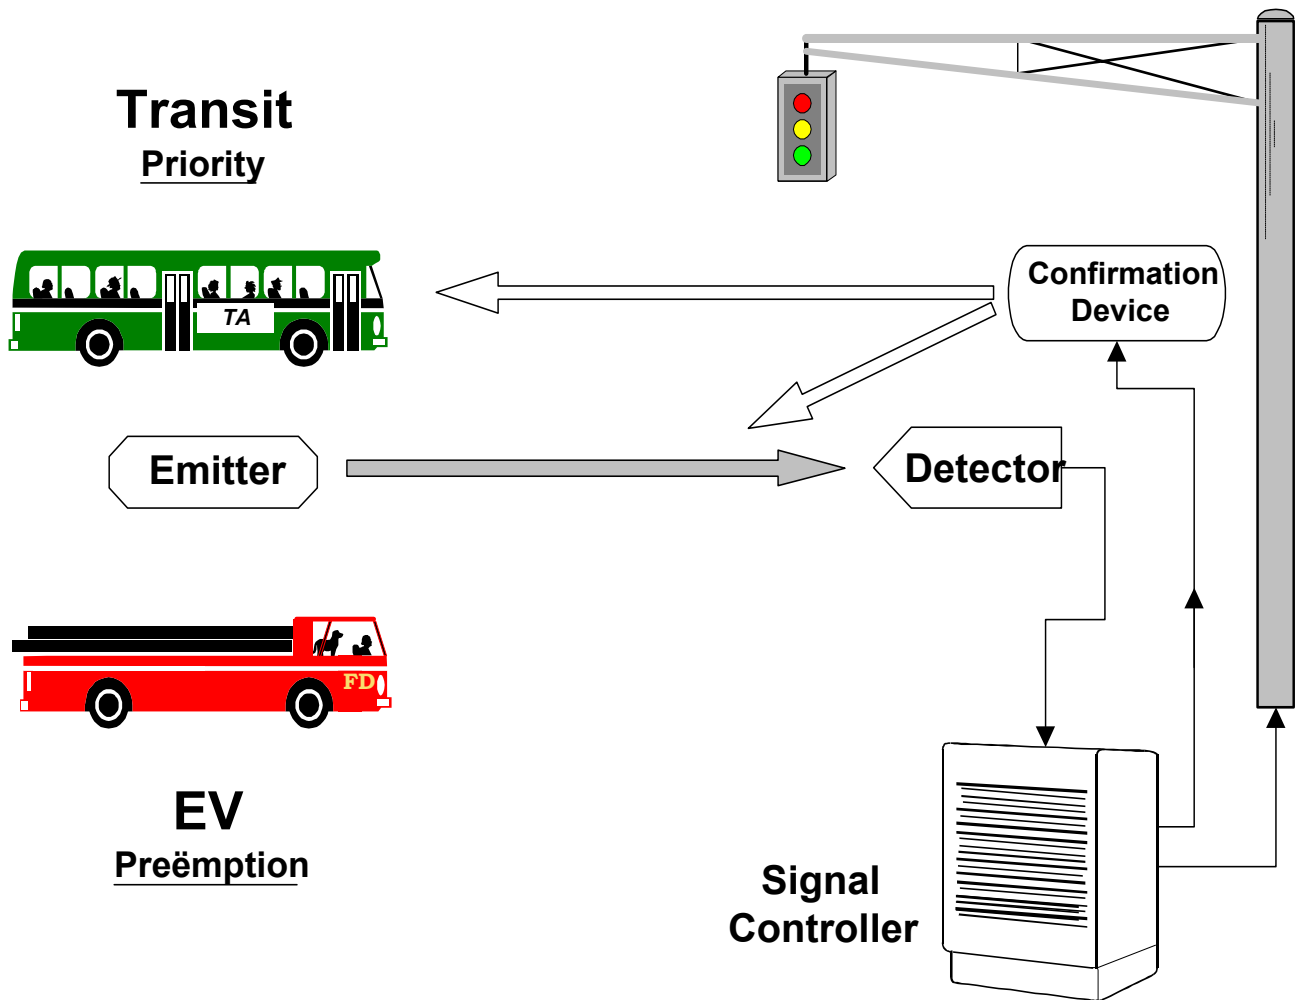 Transit
Priority
Confirmation
Device
TA
Emitter
Detector
FD
EV
Preëmption
Signal
Controller